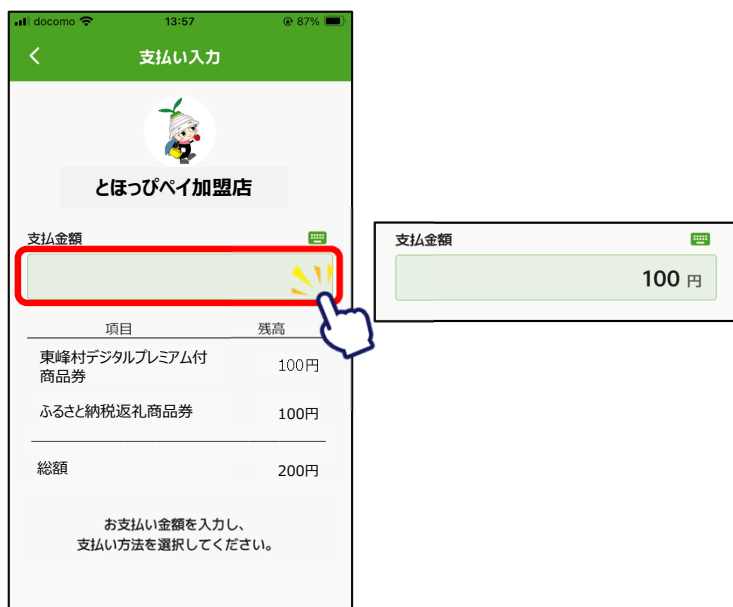 docomo 13:57 87%
支払い入力
とほっぴペイ加盟店
支払金額
項目 残高
東峰村デジタルプレミアム付
商品券 100円
ふるさと納税返礼商品券 100円
総額 200円
お支払い金額を入力し、
支払い方法を選択してください。
支払金額
100 円